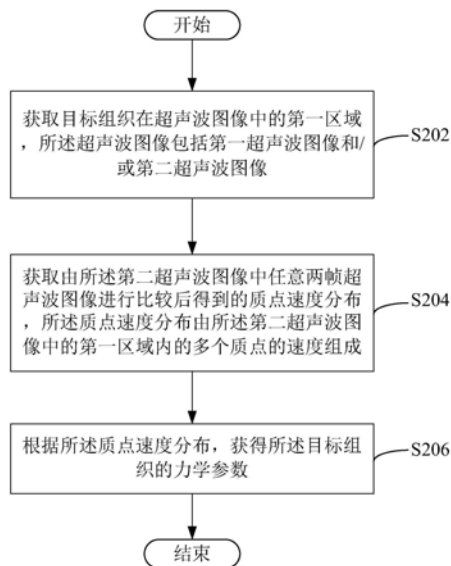 开始
获取目标组织在超声波图像中的第一区域
，所述超声波图像包括第一超声波图像和/
或第二超声波图像
S202
获取由所述第二超声波图像中任意两帧超
声波图像进行比较后得到的质点速度分布
，所述质点速度分布由所述第二超声波图
像中的第一区域内的多个质点的速度组成
S204
根据所述质点速度分布，获得所述目标组
织的力学参数
S206
结束